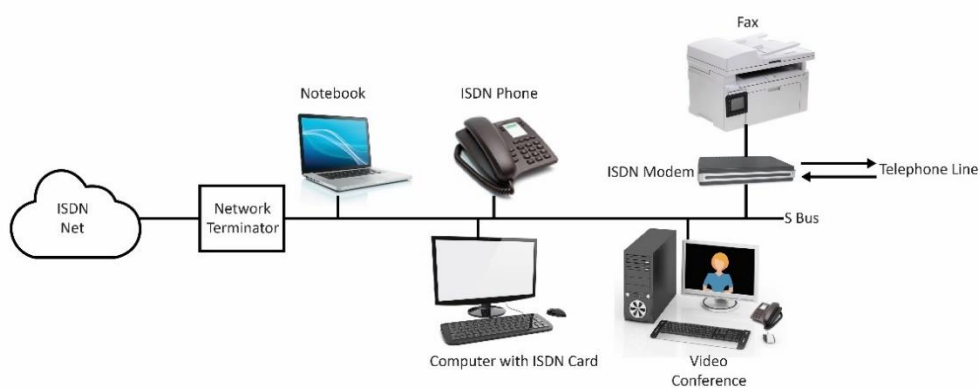 Fax
Notebook
ISDN Phone
ISDN Modem
Telephone Line
ISDN
Net
Network
Terminator
S Bus
Computer with ISDN Card
Video
Conference